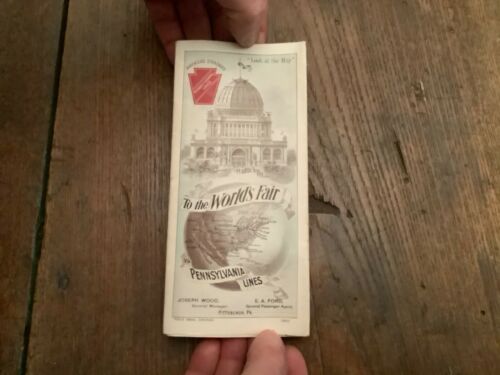 "Look at the Map"
To the World's Fair
VIA
PENNSYLVANIA
LINES
JOSEPH WOOD,
General Manager.
E. A. FORD,
General Passenger Agent.
Pittsburgh, Pa.